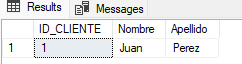 Results Messages
ID_CLIENTE Nombre Apellido
1 1 Juan Perez